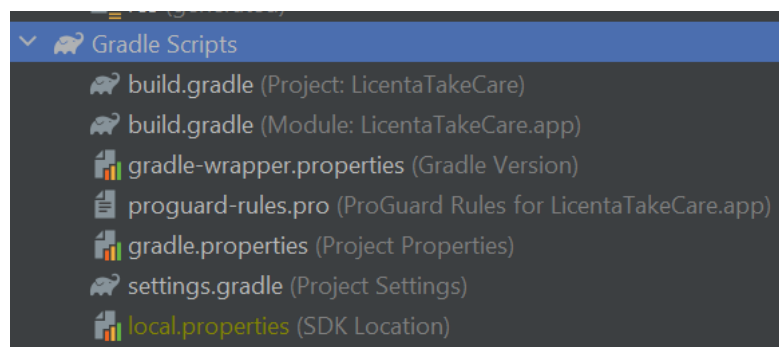 Gradle Scripts
build.gradle (Project: LicentaTakeCare)
build.gradle (Module: LicentaTakeCare.app)
gradle-wrapper.properties (Gradle Version)
proguard-rules.pro (ProGuard Rules for LicentaTakeCare.app)
gradle.properties (Project Properties)
settings.gradle (Project Settings)
local.properties (SDK Location)